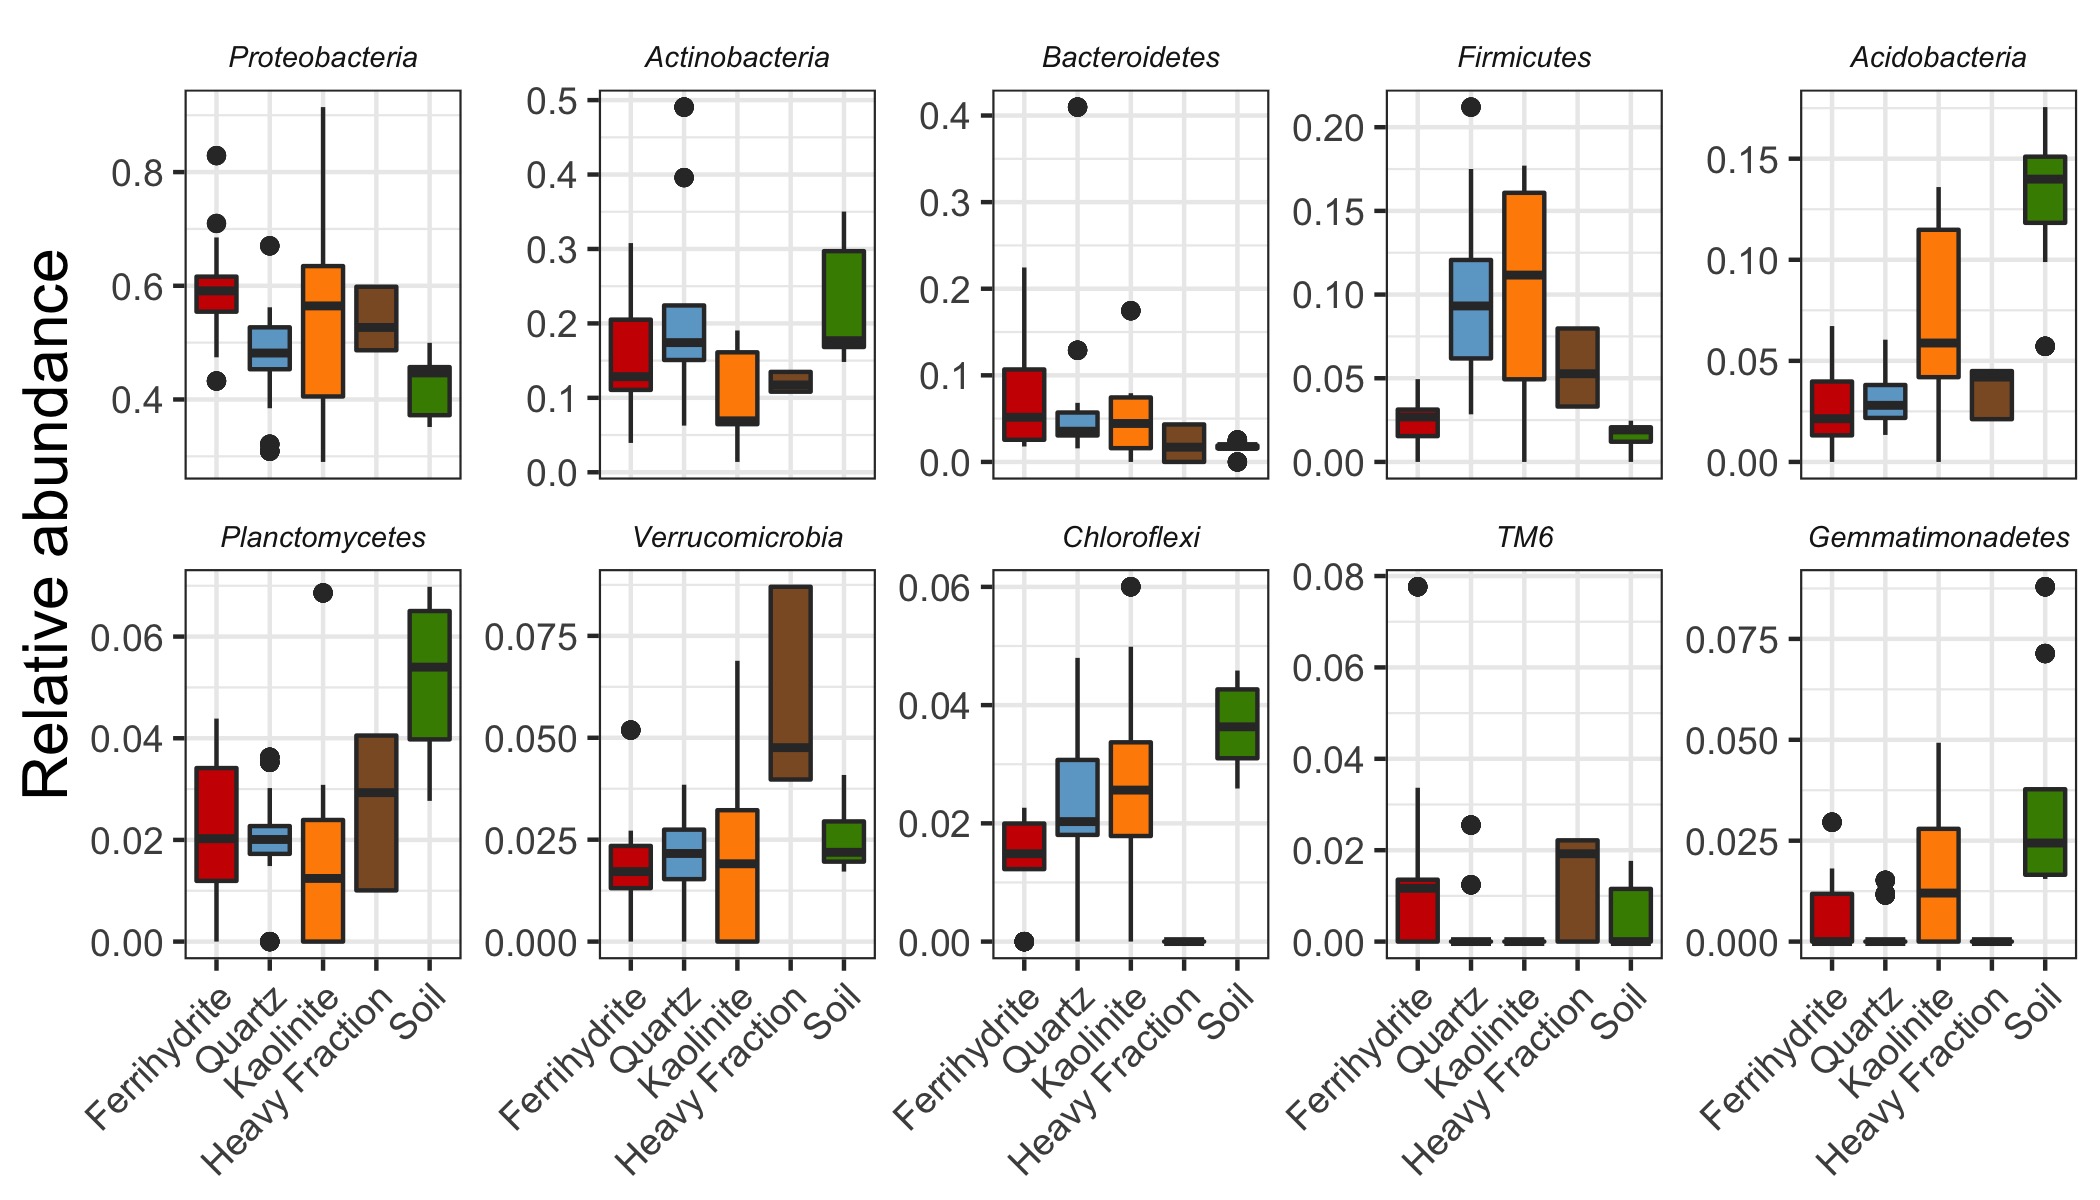 Proteobacteria Actinobacteria Bacteroidetes Firmicutes Acidobacteria
0.8
0.6
0.4
0.5
0.4
0.3
0.2
0.1
0.0
0.4
0.3
0.2
0.1
0.0
0.20
0.15
0.10
0.05
0.00
0.15
0.10
0.05
0.00
Relative abundance
Planctomycetes Verrucomicrobia Chloroflexi TM6 Gemmatimonadetes
0.06
0.04
0.02
0.00
0.075
0.050
0.025
0.000
0.06
0.04
0.02
0.00
0.08
0.06
0.04
0.02
0.00
0.075
0.050
0.025
0.000
Ferrihydrite
Quartz
Kaolinite
Heavy Fraction
Soil
Ferrihydrite
Quartz
Kaolinite
Heavy Fraction
Soil
Ferrihydrite
Quartz
Kaolinite
Heavy Fraction
Soil
Ferrihydrite
Quartz
Kaolinite
Heavy Fraction
Soil
Ferrihydrite
Quartz
Kaolinite
Heavy Fraction
Soil